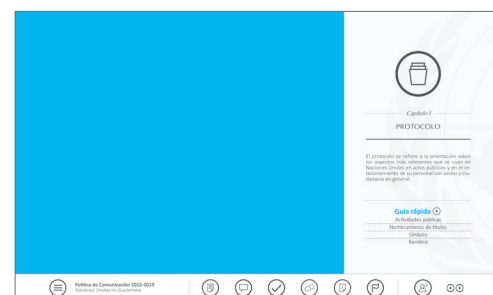 Capítulo I
PROTOCOLO
El protocolo se refiere a la orientación sobre
los aspectos más relevantes que se usan en
Naciones Unidas en actos públicos y en el re-
lacionamiento de su personal con socios y ciu-
dadanía en general.
Guía rápida
Actividades públicas
Nombramiento de títulos
Símbolo
Bandera
Política de Comunicación 2015-2019
Naciones Unidas en Guatemala